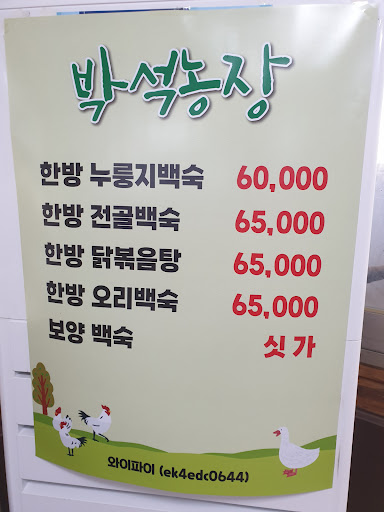 박석농장
한방 누룽지백숙 60,000
한방 전골백숙 65,000
한방 닭볶음탕 65,000
한방 오리백숙 65,000
보양 백숙 싯가
와이파이 (ek4edc0644)